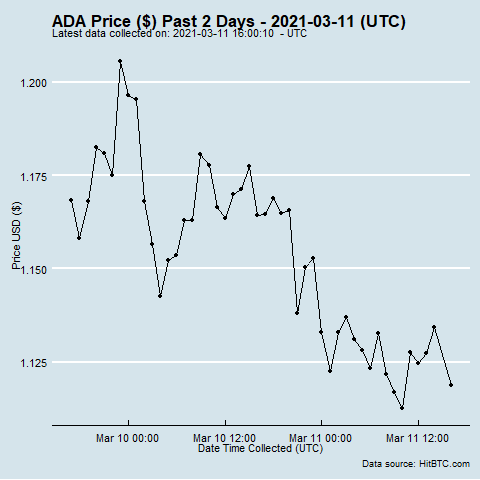 ADA Price ($) Past 2 Days - 2021-03-11 (UTC)
Latest data collected on: 2021-03-11 16:00:10 - UTC
1.200
1.175
1.150
1.125
Price USD ($)
Mar 10 00:00 Mar 10 12:00 Mar 11 00:00 Mar 11 12:00
Date Time Collected (UTC)
Data source: HitBTC.com